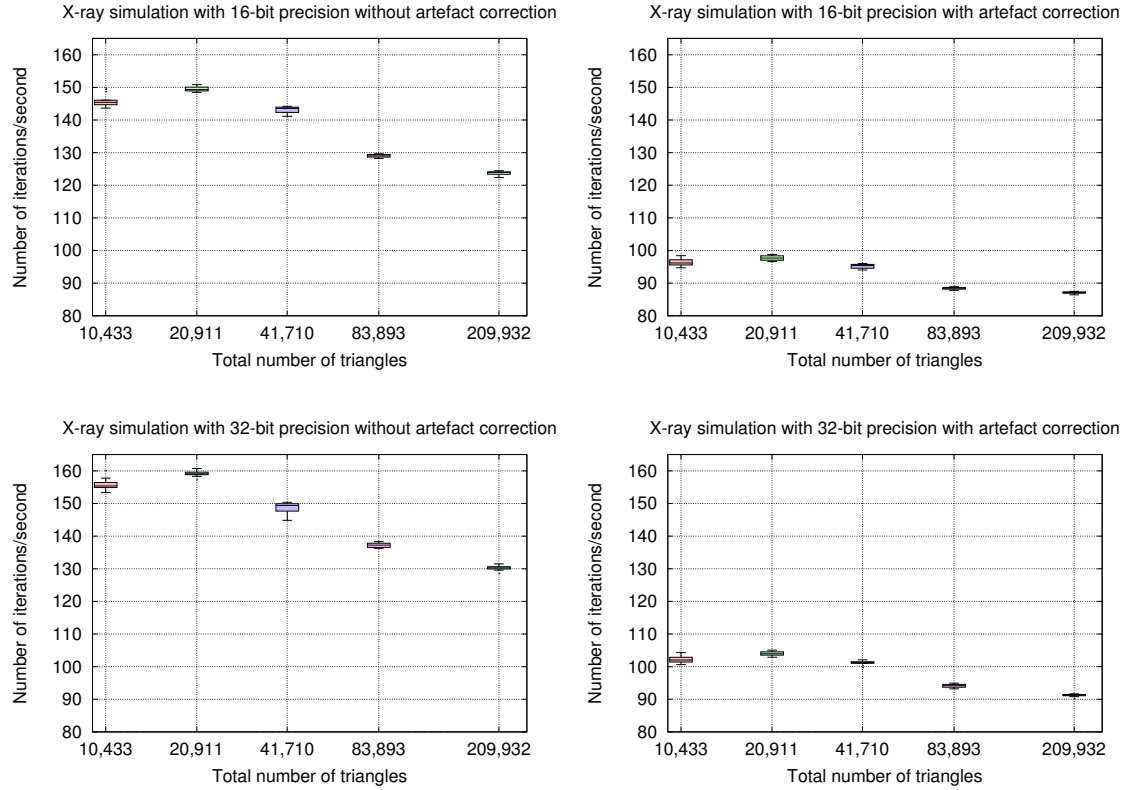 X-ray simulation with 16-bit precision without artefact correction
Number of iterations/second
160
150
140
130
120
110
100
90
80
10,433 20,911 41,710 83,893 209,932
Total number of triangles
X-ray simulation with 16-bit precision with artefact correction
Number of iterations/second
160
150
140
130
120
110
100
90
80
10,433 20,911 41,710 83,893 209,932
Total number of triangles
X-ray simulation with 32-bit precision without artefact correction
Number of iterations/second
160
150
140
130
120
110
100
90
80
10,433 20,911 41,710 83,893 209,932
Total number of triangles
X-ray simulation with 32-bit precision with artefact correction
Number of iterations/second
160
150
140
130
120
110
100
90
80
10,433 20,911 41,710 83,893 209,932
Total number of triangles